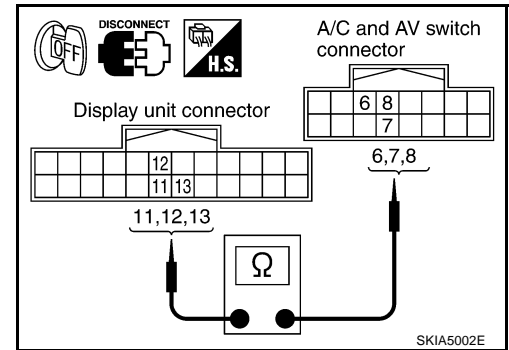 OFF
DISCONNECT
H.S.
A/C and AV switch
connector
6 8
7
6,7,8
Display unit connector
12
11 13
11,12,13
Ω
SKIA5002E